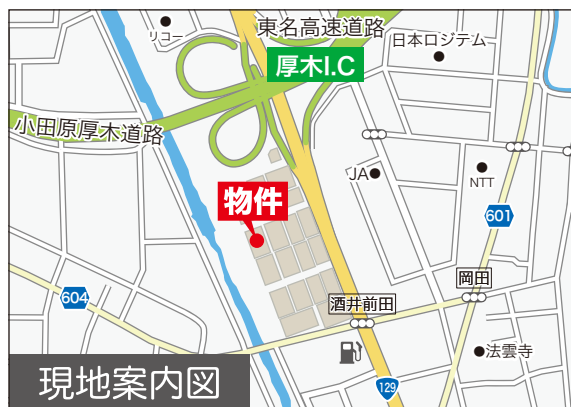 リコー
東名高速道路
日本ロジテム
厚木I.C
小田原厚木道路
JA
NTT
物件
601
岡田
604
酒井前田
法雲寺
129
現地案内図